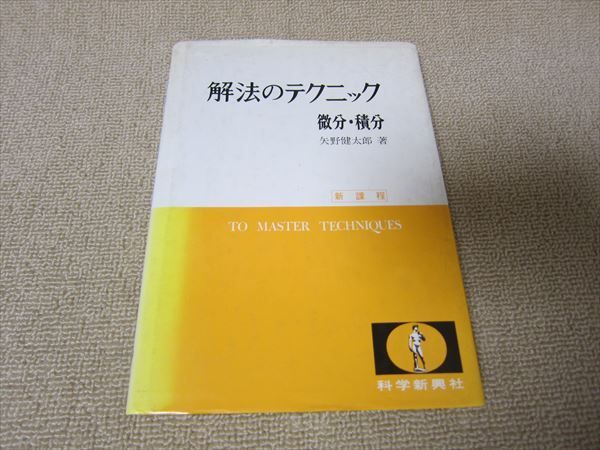 解法のテクニック
微分・積分
矢野健太郎 著
新課程
TO MASTER TECHNIQUES
科学新興社